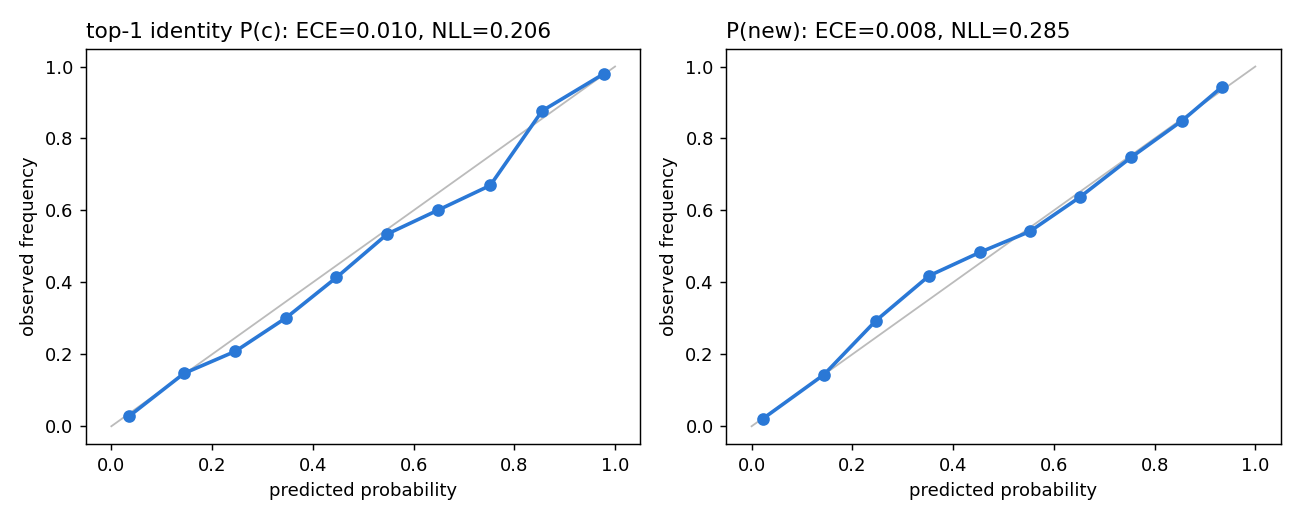 top-1 identity P(c): ECE=0.010, NLL=0.206
1.0
0.8
0.6
0.4
0.2
0.0
observed frequency
0.0 0.2 0.4 0.6 0.8 1.0
predicted probability
P(new): ECE=0.008, NLL=0.285
1.0
0.8
0.6
0.4
0.2
0.0
observed frequency
0.0 0.2 0.4 0.6 0.8 1.0
predicted probability